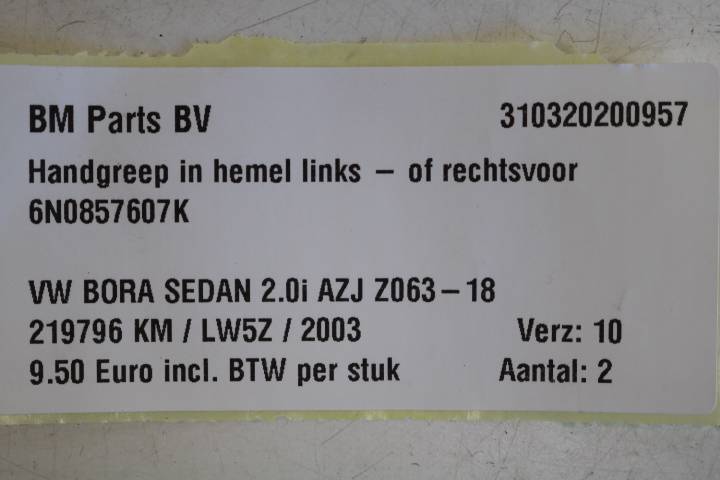 BM Parts BV 310320200957
Handgreep in hemel links – of rechtsvoor
6N0857607K
VW BORA SEDAN 2.0i AZJ Z063–18
219796 KM / LW5Z / 2003 Verz: 10
9.50 Euro incl. BTW per stuk Aantal: 2